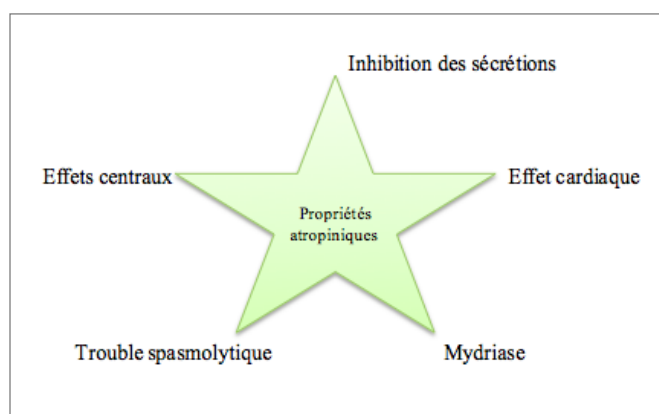 Inhibition des sécrétions
Effets centraux
Effet cardiaque
Propriétés
atropiniques
Trouble spasmolytique
Mydriase